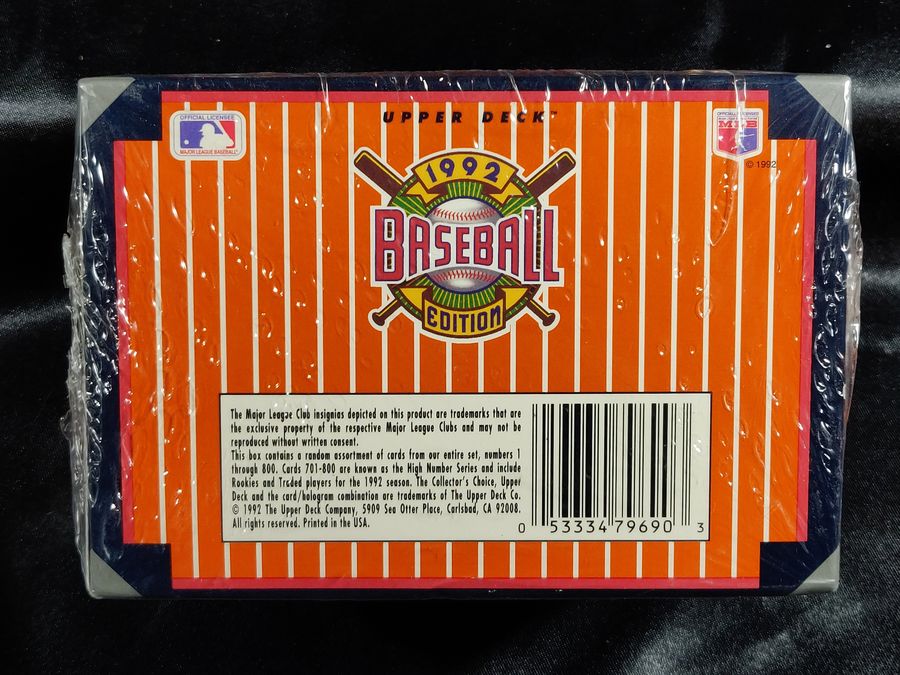 UPPER DECK™
OFFICIAL LICENSEE
MAJOR LEAGUE BASEBALL®
OFFICIAL LICENSEE
© 1992
1992
BASEBALL
EDITION
The Major League Club insignias depicted on this product are trademarks that are
the exclusive property of the respective Major League Clubs and may not be
reproduced without written consent.
This box contains a random assortment of cards from our entire set, numbers 1
through 800. Cards 701-800 are known as the High Number Series and include
Rookies and Traded players for the 1992 season. The Collector's Choice, Upper
Deck and the card/hologram combination are trademarks of The Upper Deck Co.
© 1992 The Upper Deck Company, 5909 Sea Otter Place, Carlsbad, CA 92008.
All rights reserved. Printed in the USA.
0 53334 79690 3